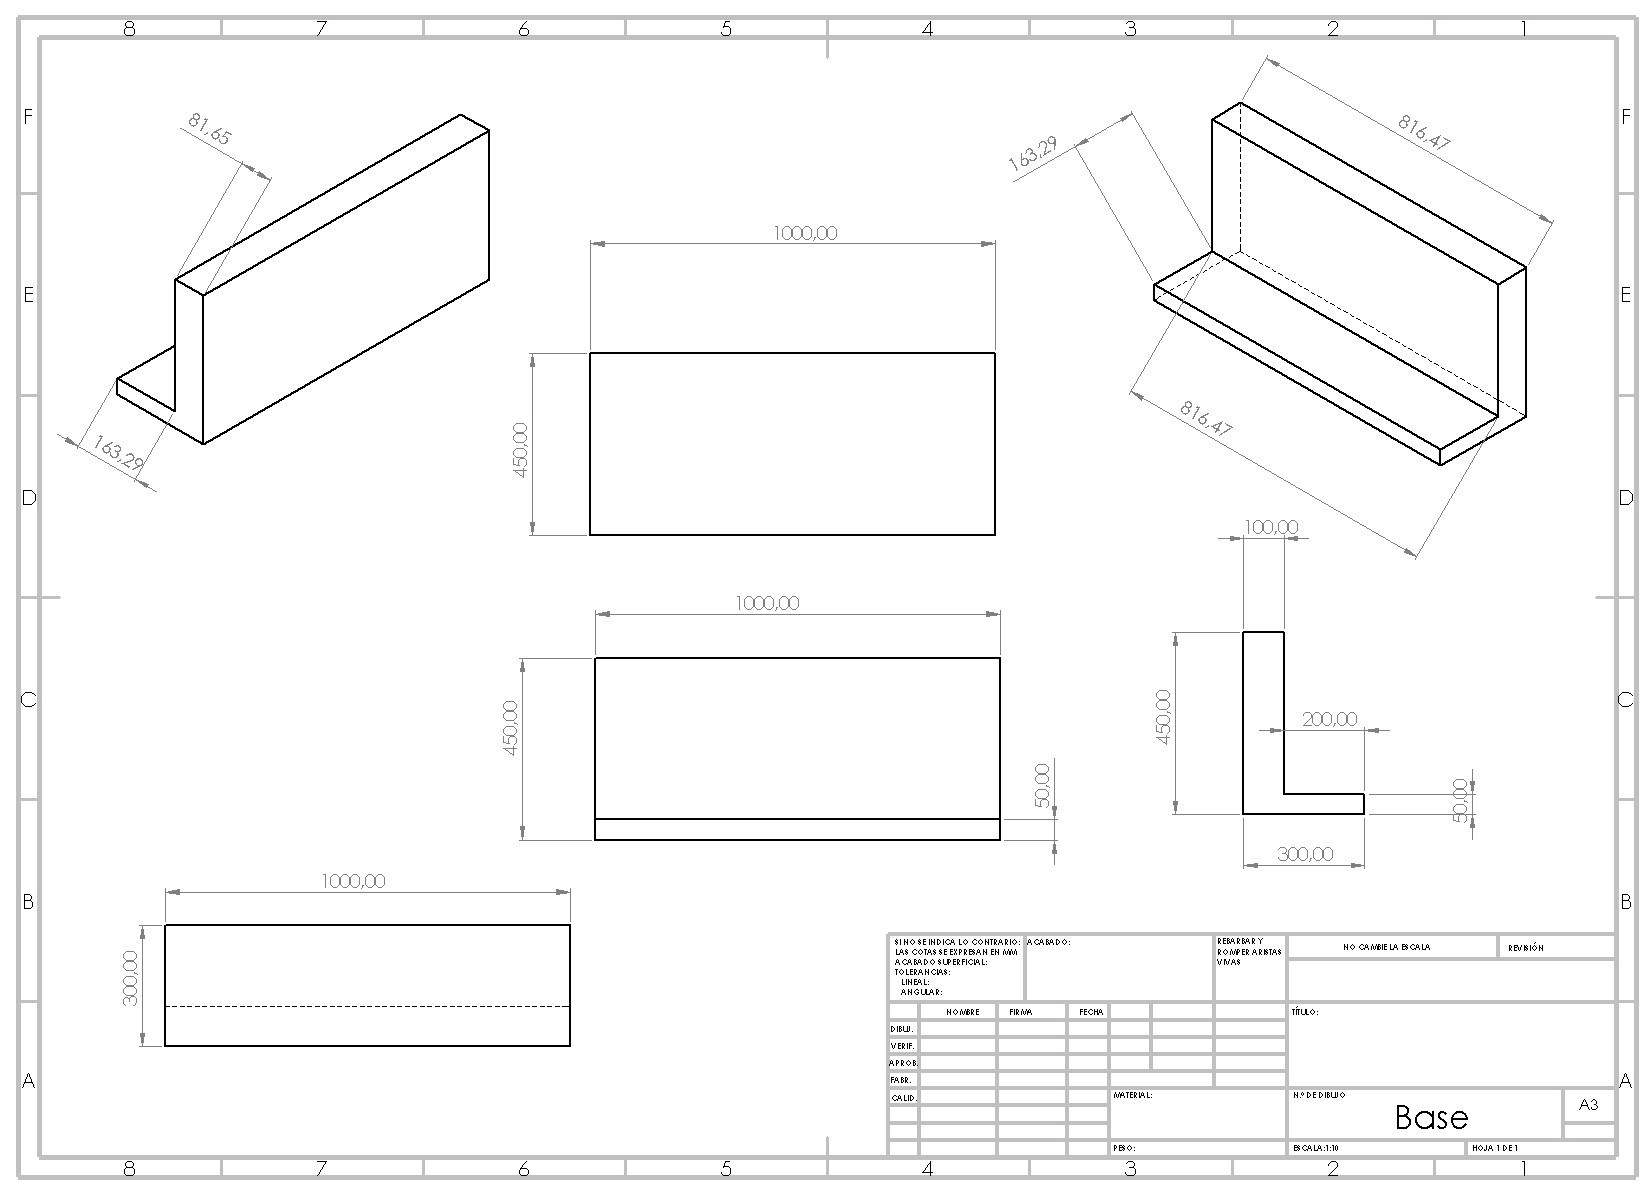 8 7 6 5 4 3 2 1
F F
81,65
816,47
163,29
1000,00
E E
450,00
816,47
163,29
D D
100,00
1000,00
450,00
C C
450,00
200,00
50,00
50,00
300,00
1000,00
B B
300,00
SI NO SE INDICA LO CONTRARIO:
LAS COTAS SE EXPRESAN EN MM
ACABADO SUPERFICIAL:
TOLERANCIAS:
LINEAL:
ANGULAR:
ACABADO:
REBARBAR Y
ROMPER ARISTAS
VIVAS
NO CAMBIE LA ESCALA
REVISIÓN
NOMBRE FIRMA FECHA
TÍTULO:
DIBUJ.
VERIF.
APROB.
FABR.
CALID.
A A
MATERIAL:
N.º DE DIBUJO
Base
A3
PESO:
ESCALA:1:10
HOJA 1 DE 1
8 7 6 5 4 3 2 1